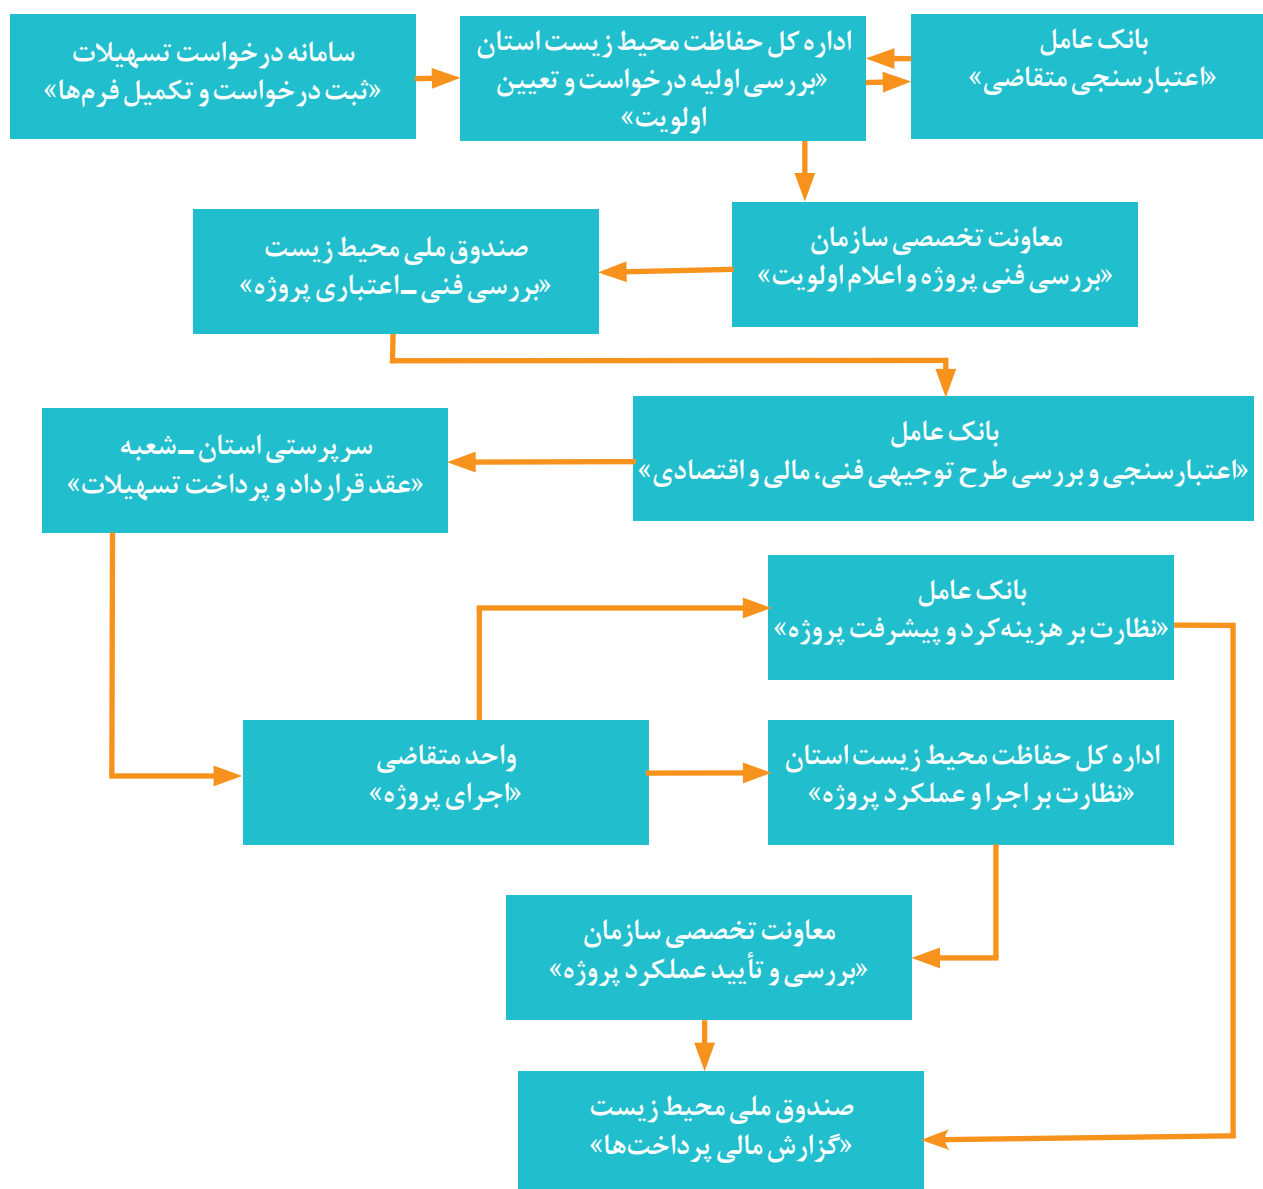 سامانه درخواست تسهیلات
«ثبت درخواست و تکمیل فرم‌ها»
اداره کل حفاظت محیط زیست استان
«بررسی اولیه درخواست و تعیین
اولویت»
بانک عامل
«اعتبارسنجی متقاضی»
معاونت تخصصی سازمان
«بررسی فنی پروژه و اعلام اولویت»
صندوق ملی محیط زیست
«بررسی فنی – اعتباری پروژه»
بانک عامل
«اعتبارسنجی و بررسی طرح توجیهی فنی، مالی و اقتصادی»
سرپرستی استان – شعبه
«عقد قرارداد و پرداخت تسهیلات»
بانک عامل
«نظارت بر هزینه‌کرد و پیشرفت پروژه»
واحد متقاضی
«اجرای پروژه»
اداره کل حفاظت محیط زیست استان
«نظارت بر اجرا و عملکرد پروژه»
معاونت تخصصی سازمان
«بررسی و تأیید عملکرد پروژه»
صندوق ملی محیط زیست
«گزارش مالی پرداخت‌ها»